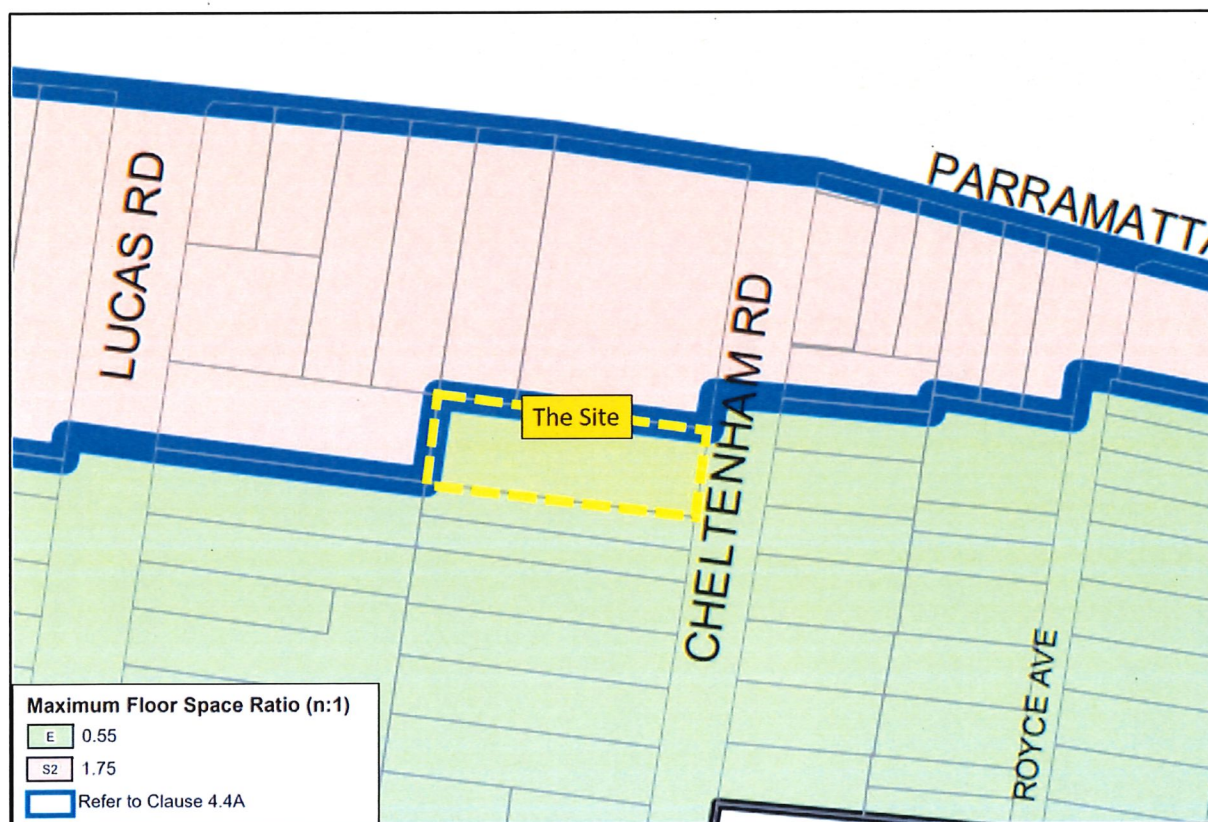 PARRAMATTA
LUCAS RD
CHELTENHAM RD
The Site
ROYCE AVE
Maximum Floor Space Ratio (n:1)
E 0.55
S2 1.75
Refer to Clause 4.4A